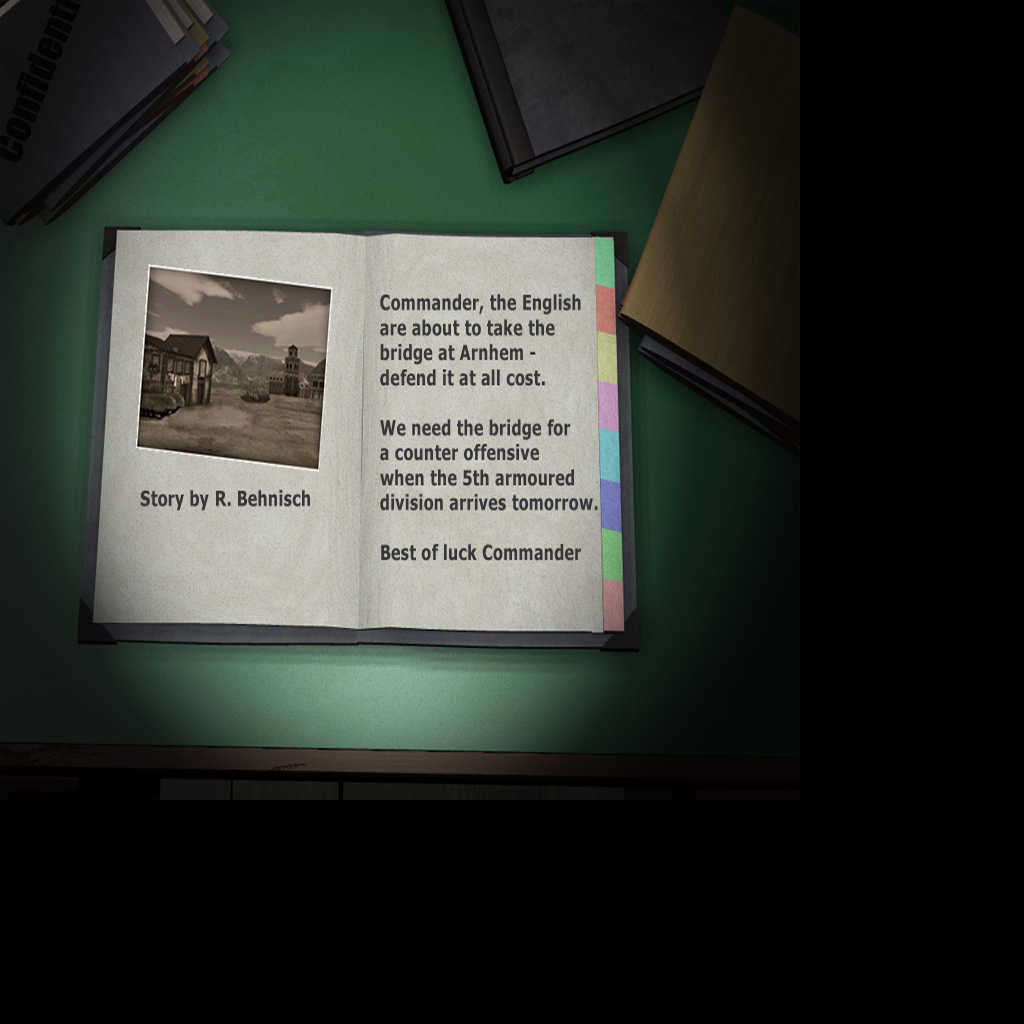 Confidenti
Story by R. Behnisch
Commander, the English
are about to take the
bridge at Arnhem -
defend it at all cost.
We need the bridge for
a counter offensive
when the 5th armoured
division arrives tomorrow.
Best of luck Commander